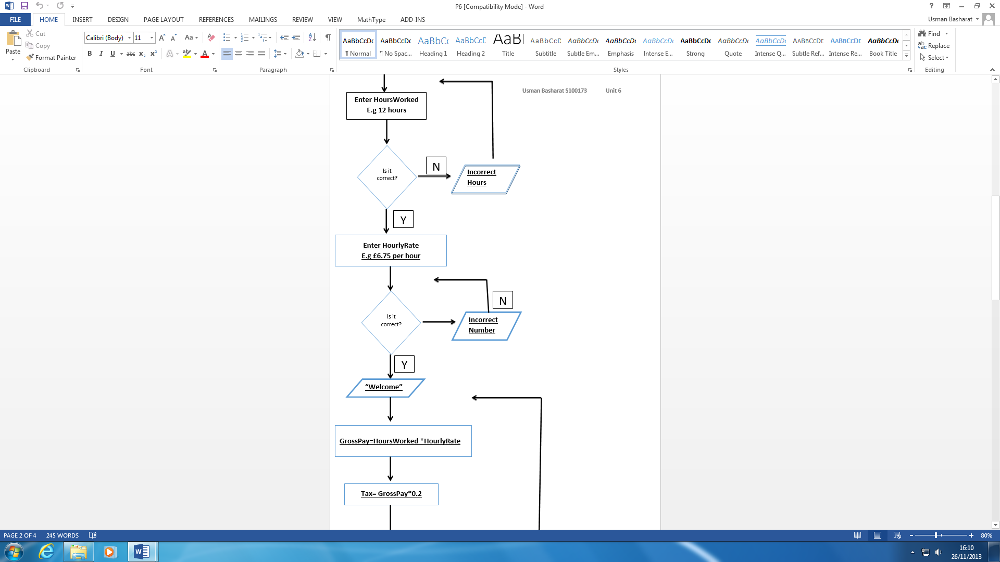 P6 [Compatibility Mode] - Word
?
FILE HOME INSERT DESIGN PAGE LAYOUT REFERENCES MAILINGS REVIEW VIEW MathType ADD-INS
Usman Basharat
Paste
Cut
Copy
Format Painter
Clipboard
Calibri (Body) 11
B I U abc x₂ x²
Font
Paragraph
AaBbCcDc AaBbCcDc AaBbCc AaBbCcD AaBl AaBbCcD AaBbCcDc AaBbCcDc AaBbCcDc AaBbCcDc AaBbCcDc AaBbCcDc AABBCCDE AABBCCDE AaBbCcDc
¶ Normal ¶ No Spac... Heading 1 Heading 2 Title Subtitle Subtle Em... Emphasis Intense E... Strong Quote Intense Q... Subtle Ref... Intense Re... Book Title
Styles
Find
Replace
Select
Editing
Usman Basharat S100173 Unit 6
Enter HoursWorked
E.g 12 hours
Is it
correct?
N
Incorrect
Hours
Y
Enter HourlyRate
E.g £6.75 per hour
Is it
correct?
N
Incorrect
Number
Y
“Welcome”
GrossPay=HoursWorked *HourlyRate
Tax= GrossPay*0.2
PAGE 2 OF 4 245 WORDS
80%
16:10
26/11/2013